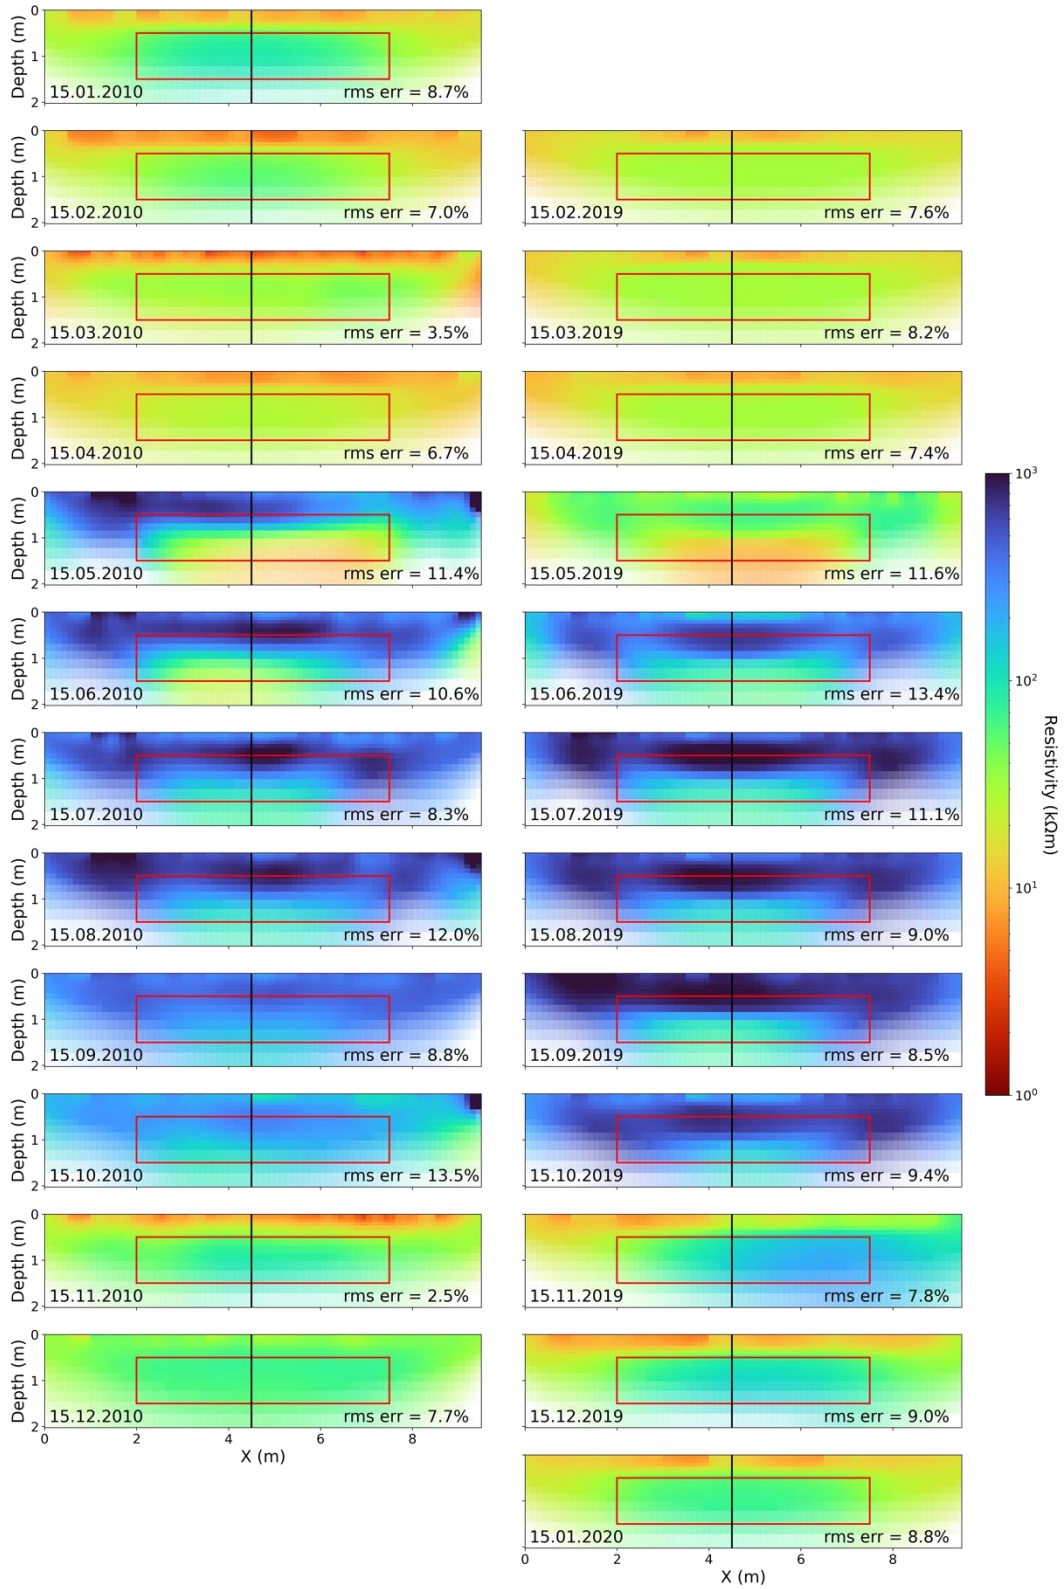 0
1
2
Depth (m)
15.01.2010 rms err = 8.7%
0
1
2
Depth (m)
15.02.2010 rms err = 7.0%
15.02.2019 rms err = 7.6%
0
1
2
Depth (m)
15.03.2010 rms err = 3.5%
15.03.2019 rms err = 8.2%
0
1
2
Depth (m)
15.04.2010 rms err = 6.7%
15.04.2019 rms err = 7.4%
0
1
2
Depth (m)
15.05.2010 rms err = 11.4%
15.05.2019 rms err = 11.6%
0
1
2
Depth (m)
15.06.2010 rms err = 10.6%
15.06.2019 rms err = 13.4%
0
1
2
Depth (m)
15.07.2010 rms err = 8.3%
15.07.2019 rms err = 11.1%
0
1
2
Depth (m)
15.08.2010 rms err = 12.0%
15.08.2019 rms err = 9.0%
0
1
2
Depth (m)
15.09.2010 rms err = 8.8%
15.09.2019 rms err = 8.5%
0
1
2
Depth (m)
15.10.2010 rms err = 13.5%
15.10.2019 rms err = 9.4%
0
1
2
Depth (m)
15.11.2010 rms err = 2.5%
15.11.2019 rms err = 7.8%
0
1
2
Depth (m)
15.12.2010 rms err = 7.7%
15.12.2019 rms err = 9.0%
0 2 4 6 8
X (m)
15.01.2020 rms err = 8.8%
0 2 4 6 8
X (m)
10³
10²
10¹
10⁰
Resistivity (kΩm)